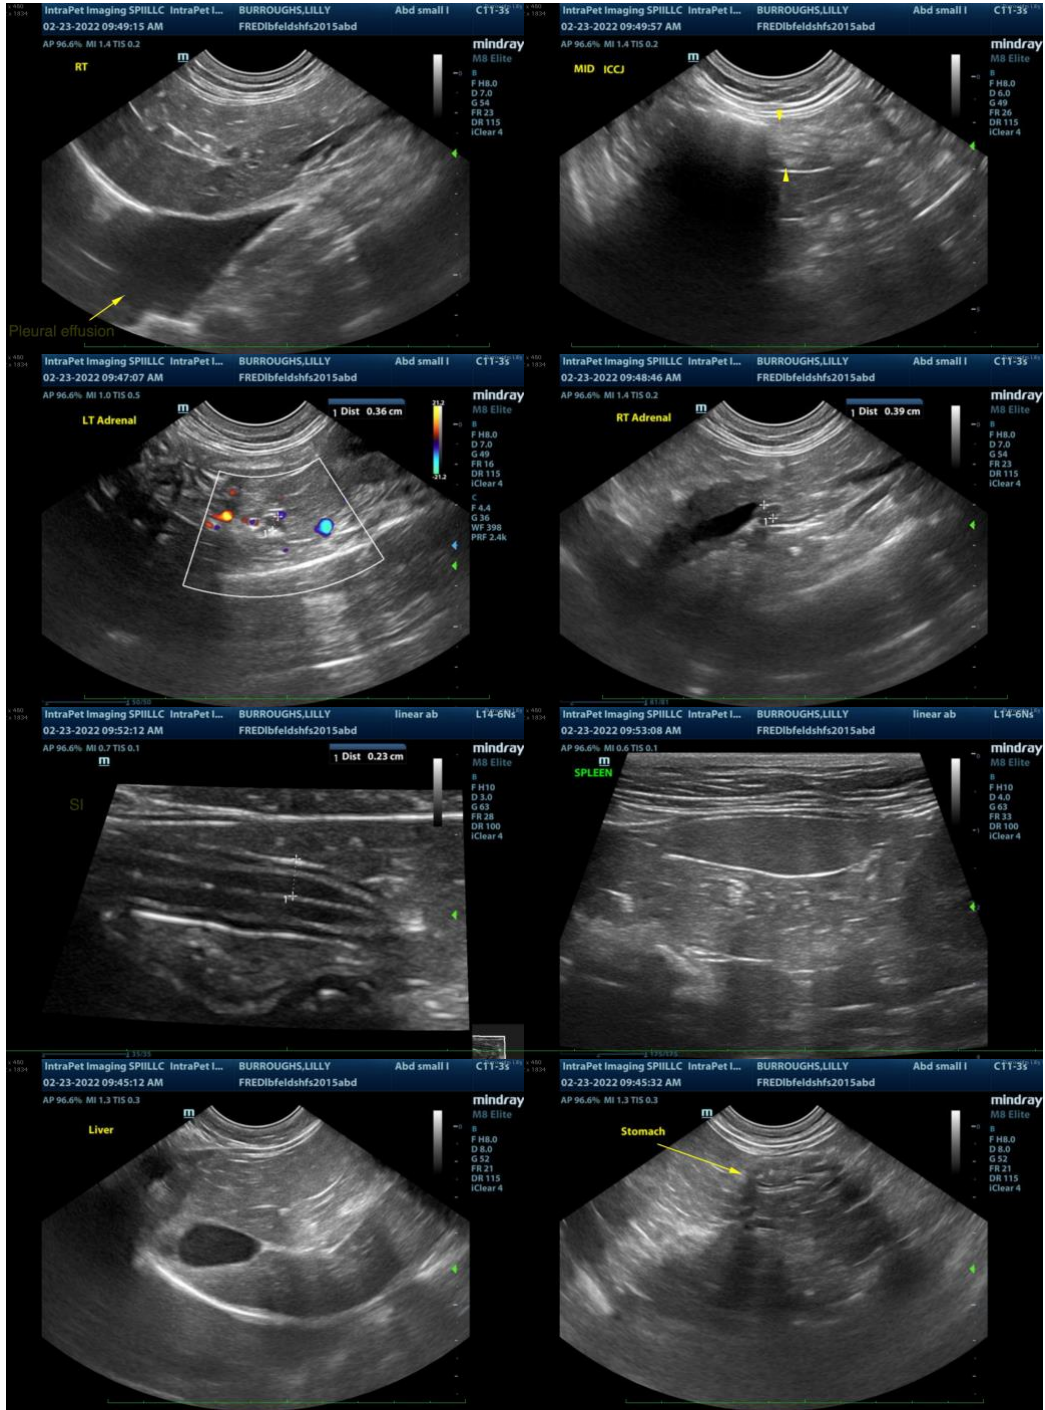 IntraPet Imaging SPIILLC IntraPet I... BURROUGHS,LILLY Abd small I C11-3s
02-23-2022 09:49:15 AM FREDlbfeldshfs2015abd
AP 96.6% MI 1.4 TIS 0.2
mindray
M8 Elite
RT
m
B
F H8.0
D 7.0
G 54
FR 23
DR 115
iClear 4
Pleural effusion
IntraPet Imaging SPIILLC IntraPet I... BURROUGHS,LILLY Abd small I C11-3s
02-23-2022 09:49:57 AM FREDlbfeldshfs2015abd
AP 96.6% MI 1.4 TIS 0.2
mindray
M8 Elite
MID ICCJ
m
B
F H8.0
D 6.0
G 49
FR 26
DR 115
iClear 4
IntraPet Imaging SPIILLC IntraPet I... BURROUGHS,LILLY Abd small I C11-3s
02-23-2022 09:47:07 AM FREDlbfeldshfs2015abd
AP 96.6% MI 1.0 TIS 0.5
mindray
M8 Elite
1 Dist 0.36 cm
LT Adrenal
m
21.2
-21.2
B
F H8.0
D 7.0
G 49
FR 16
DR 115
iClear 4
C
F 4.4
G 36
WF 398
PRF 2.4k
1
IntraPet Imaging SPIILLC IntraPet I... BURROUGHS,LILLY Abd small I C11-3s
02-23-2022 09:48:46 AM FREDlbfeldshfs2015abd
AP 96.6% MI 1.4 TIS 0.2
mindray
M8 Elite
1 Dist 0.39 cm
RT Adrenal
m
B
F H8.0
D 7.0
G 54
FR 23
DR 115
iClear 4
1
IntraPet Imaging SPIILLC IntraPet I... BURROUGHS,LILLY linear ab L14-6Ns
02-23-2022 09:52:12 AM FREDlbfeldshfs2015abd
AP 96.6% MI 0.7 TIS 0.1
mindray
M8 Elite
1 Dist 0.23 cm
m
SI
B
F H10
D 3.0
G 63
FR 28
DR 100
iClear 4
1
IntraPet Imaging SPIILLC IntraPet I... BURROUGHS,LILLY linear ab L14-6Ns
02-23-2022 09:53:08 AM FREDlbfeldshfs2015abd
AP 96.6% MI 0.6 TIS 0.1
mindray
M8 Elite
m
SPLEEN
B
F H10
D 4.0
G 63
FR 33
DR 100
iClear 4
IntraPet Imaging SPIILLC IntraPet I... BURROUGHS,LILLY Abd small I C11-3s
02-23-2022 09:45:12 AM FREDlbfeldshfs2015abd
AP 96.6% MI 1.3 TIS 0.3
mindray
M8 Elite
m
Liver
B
F H8.0
D 8.0
G 52
FR 21
DR 115
iClear 4
IntraPet Imaging SPIILLC IntraPet I... BURROUGHS,LILLY Abd small I C11-3s
02-23-2022 09:45:32 AM FREDlbfeldshfs2015abd
AP 96.6% MI 1.3 TIS 0.3
mindray
M8 Elite
m
Stomach
B
F H8.0
D 8.0
G 52
FR 21
DR 115
iClear 4